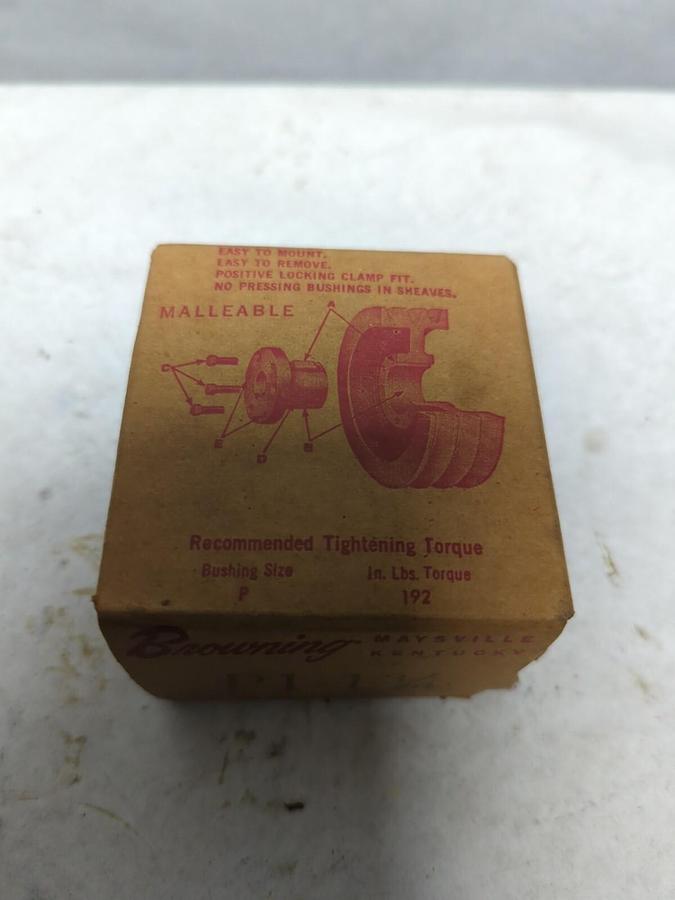 EASY TO MOUNT.
EASY TO REMOVE.
POSITIVE LOCKING CLAMP FIT.
NO PRESSING BUSHINGS IN SHEAVES.
MALLEABLE
A
C
E
D
B
Recommended Tightening Torque
Bushing Size In. Lbs. Torque
P 192
Browning MAYSVILLE
KENTUCKY
P1